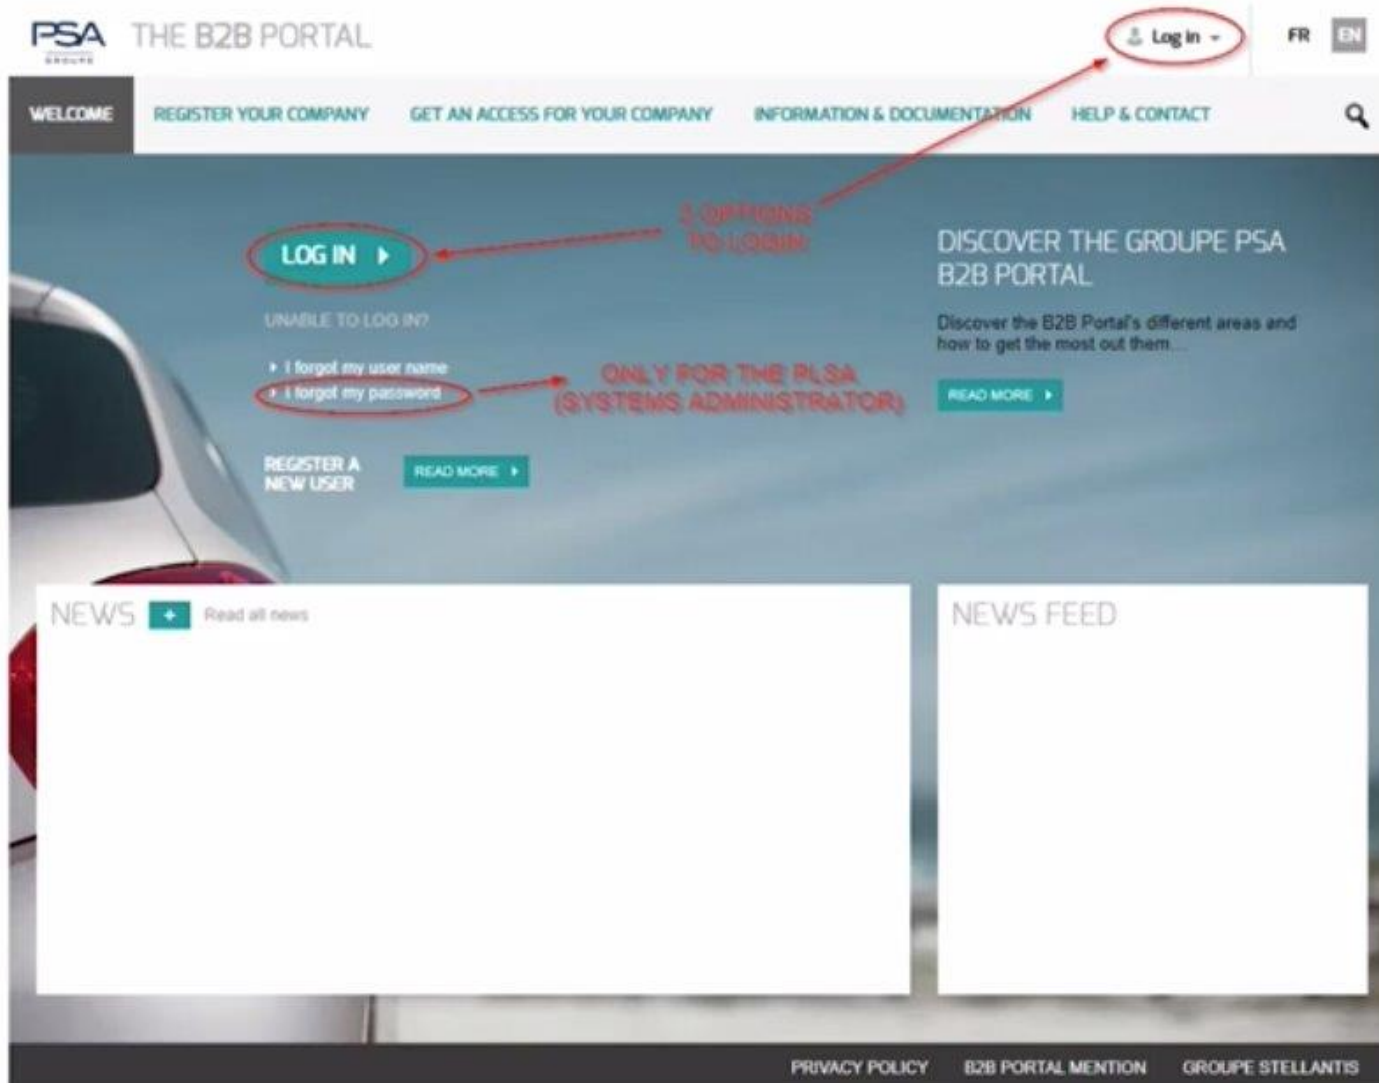 PSA
GROUPE
THE B2B PORTAL
Log in
FR
EN
WELCOME
REGISTER YOUR COMPANY
GET AN ACCESS FOR YOUR COMPANY
INFORMATION & DOCUMENTATION
HELP & CONTACT
OPTIONS
TO LOGIN
LOG IN
UNABLE TO LOG IN?
I forgot my user name
I forgot my password
ONLY FOR THE PLSA
(SYSTEMS ADMINISTRATOR)
REGISTER A
NEW USER
READ MORE
DISCOVER THE GROUPE PSA
B2B PORTAL
Discover the B2B Portal's different areas and
how to get the most out them...
READ MORE
NEWS
+
Read all news
NEWS FEED
PRIVACY POLICY
B2B PORTAL MENTION
GROUPE STELLANTIS